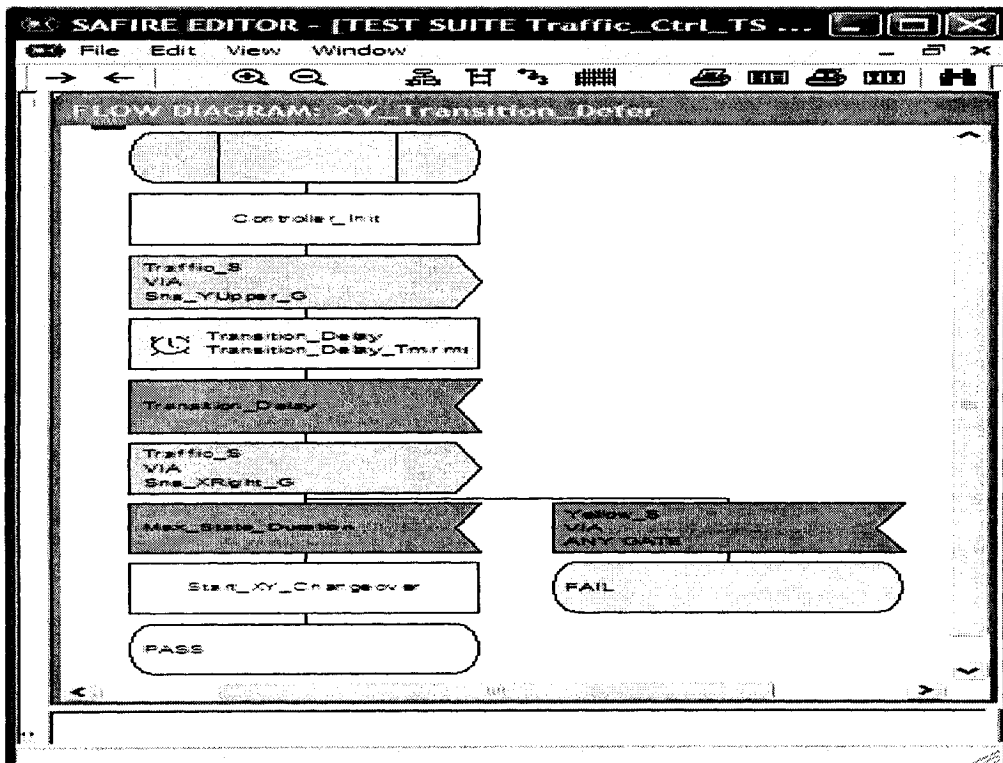 SAFIRE EDITOR - [TEST SUITE Traffic_Ctrl_TS ...
File Edit View Window
FLOW DIAGRAM: XY_Transition_Defer
Controller_Init
Traffic_S
VIA
Sns_YUpper_G
Transition_Delay
Transition_Delay_Tmr ms
Transition_Delay
Traffic_S
VIA
Sns_XRight_G
Max_State_Duration
Yellow_S
VIA
ANY GATE
Start_XY_Changeover
FAIL
PASS